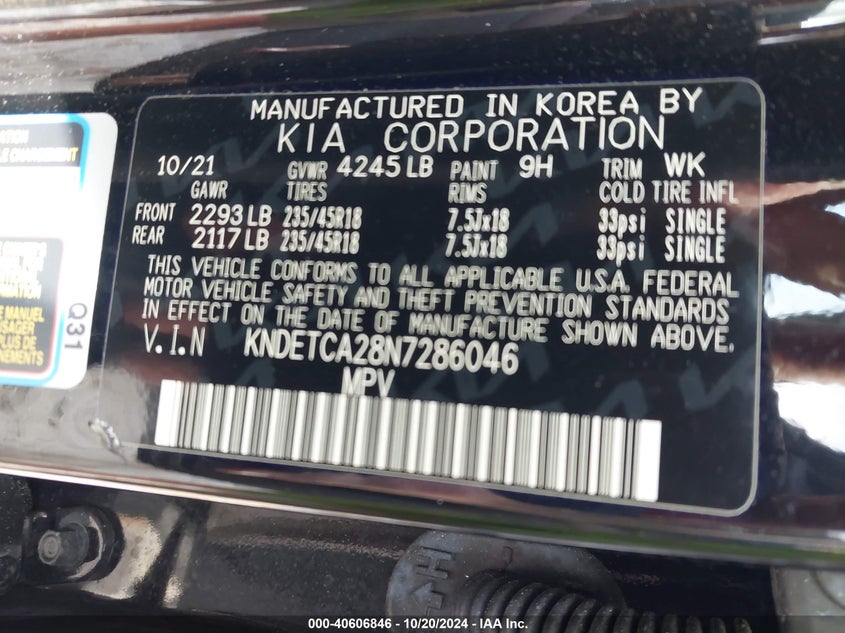 MANUFACTURED IN KOREA BY
KIA CORPORATION
10/21 GVWR 4245 LB PAINT 9H TRIM WK
GAWR TIRES RIMS COLD TIRE INFL
FRONT 2293 LB 235/45R18 7.5Jx18 33psi SINGLE
REAR 2117 LB 235/45R18 7.5Jx18 33psi SINGLE
THIS VEHICLE CONFORMS TO ALL APPLICABLE U.S.A. FEDERAL
MOTOR VEHICLE SAFETY AND THEFT PREVENTION STANDARDS
IN EFFECT ON THE DATE OF MANUFACTURE SHOWN ABOVE.
V.I.N KNDETCA28N7286046
MPV
Q31
MANUEL
PLUS DE
H
000-40606846 / 10/20/2024 - IAA Inc.